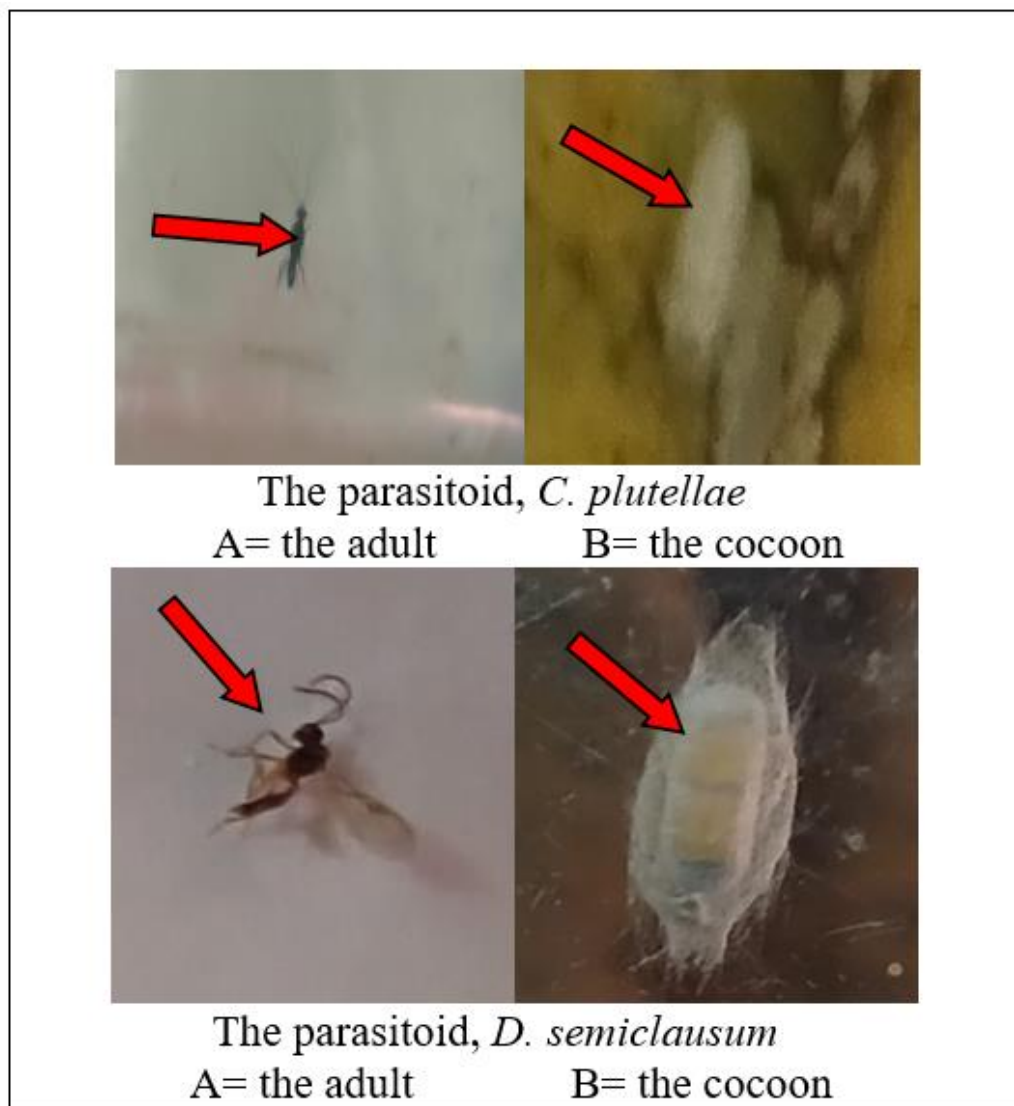 The parasitoid, C. plutellae
A= the adult B= the cocoon
The parasitoid, D. semiclausum
A= the adult B= the cocoon